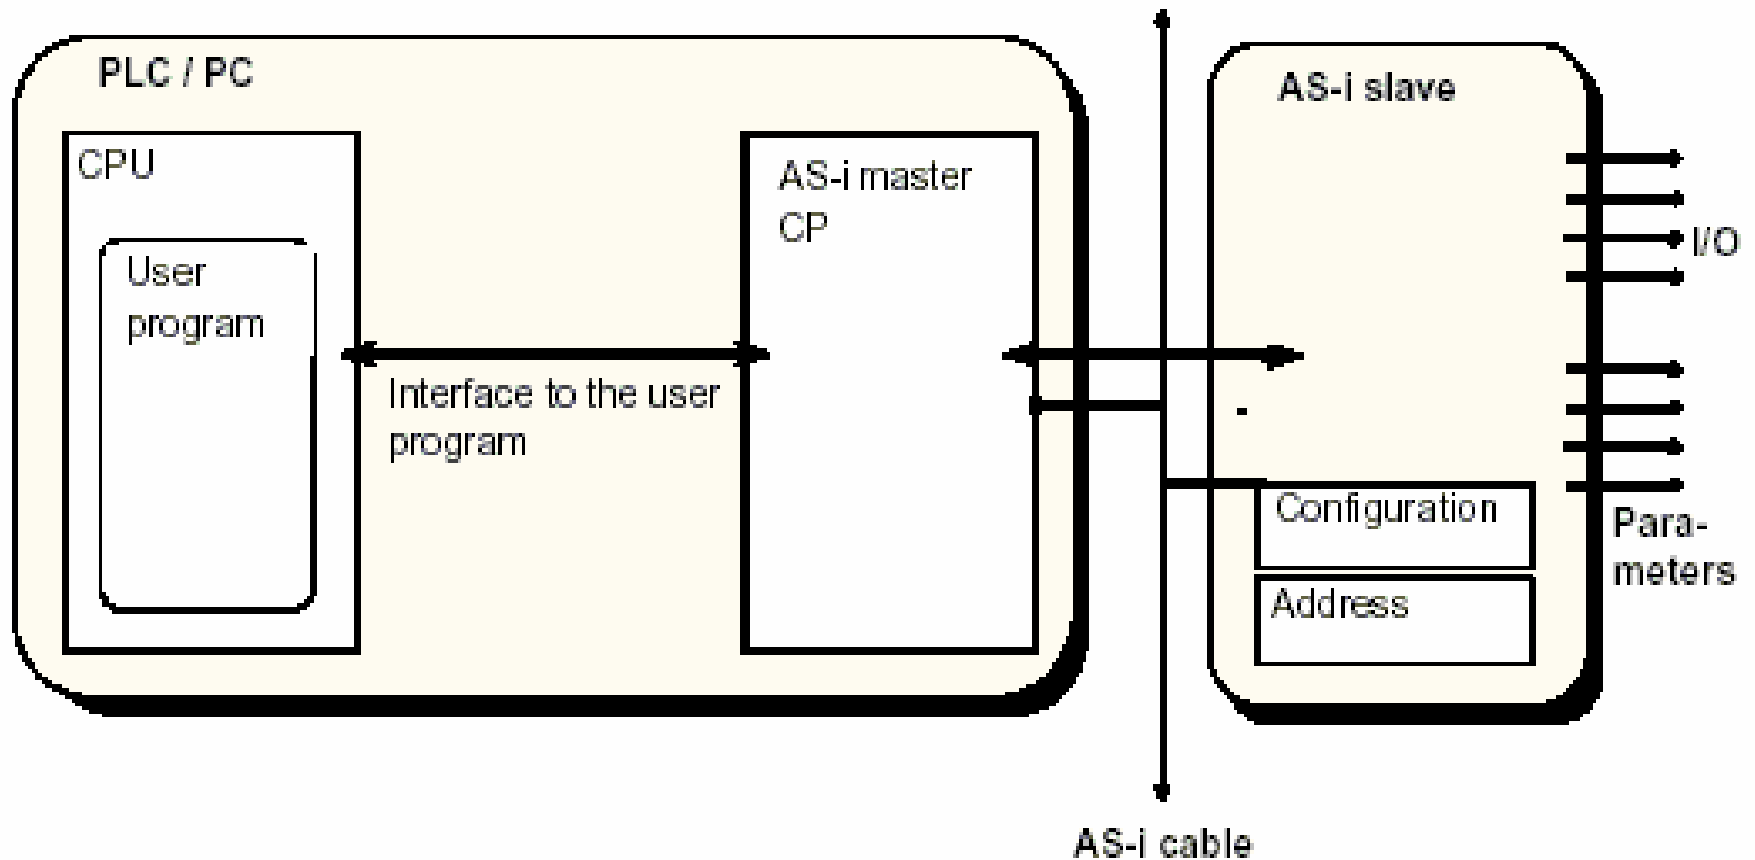 PLC / PC
CPU
User
program
Interface to the user
program
AS-i master
CP
AS-i slave
I/O
Configuration
Address
Para-
meters
AS-i cable